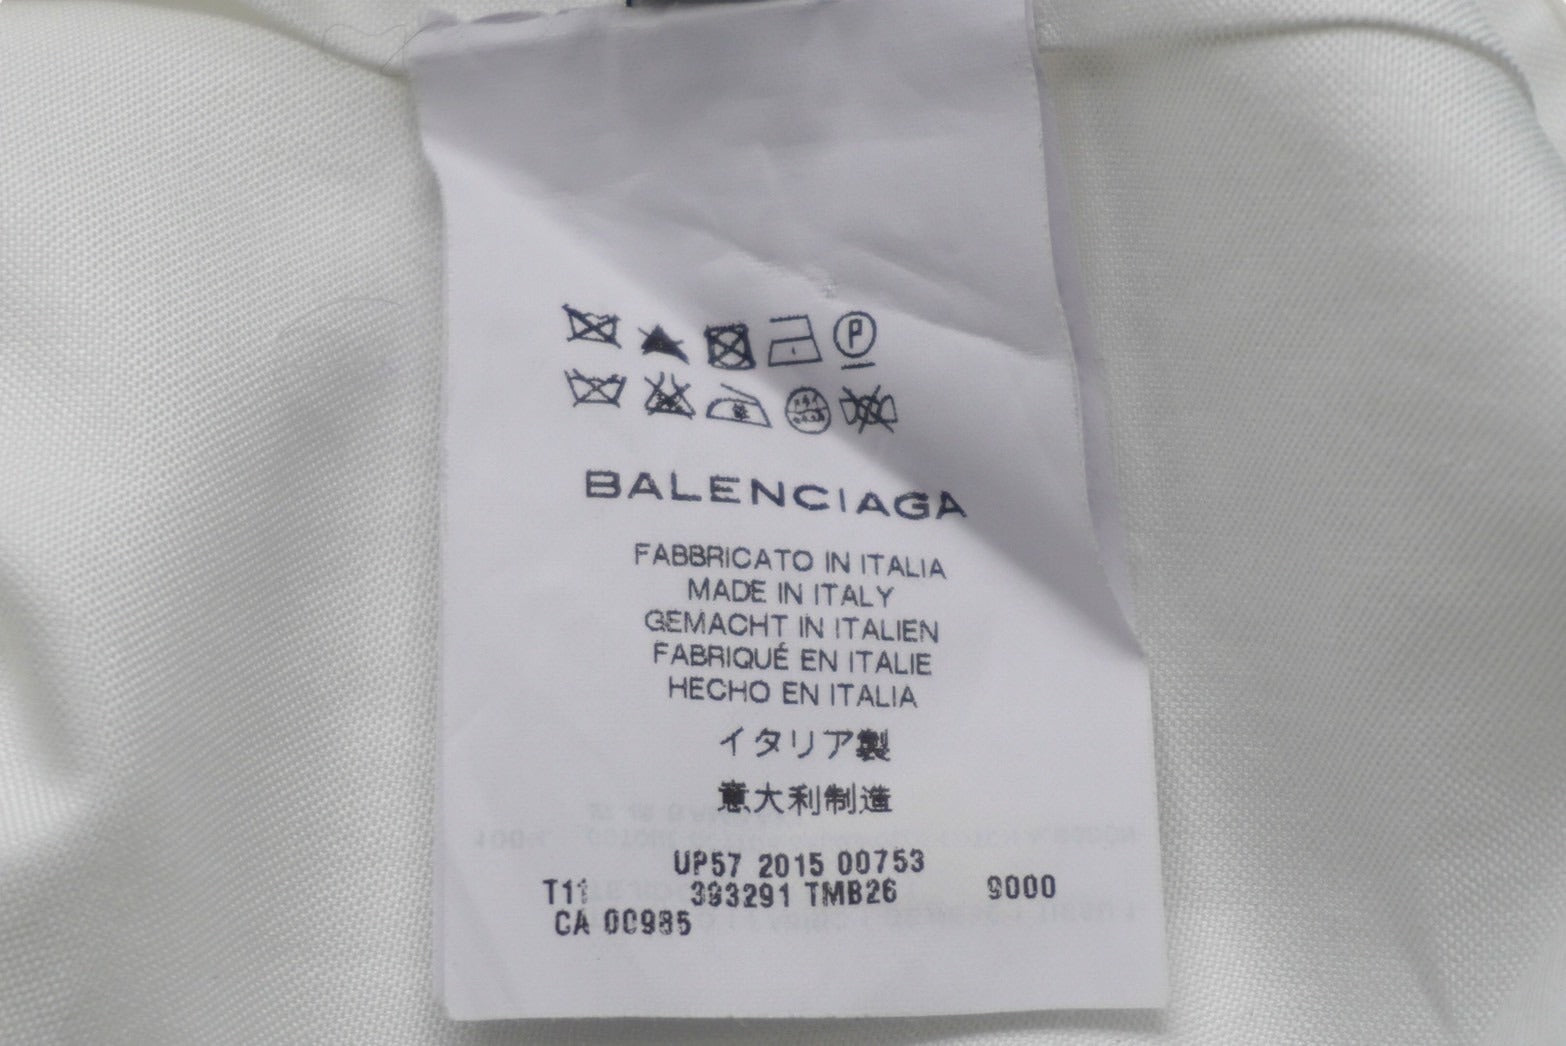 P
BALENCIAGA
FABBRICATO IN ITALIA
MADE IN ITALY
GEMACHT IN ITALIEN
FABRIQUÉ EN ITALIE
HECHO EN ITALIA
イタリア製
意大利制造
UP57 2015 00753
T11 393291 TMB26 9000
CA 00985